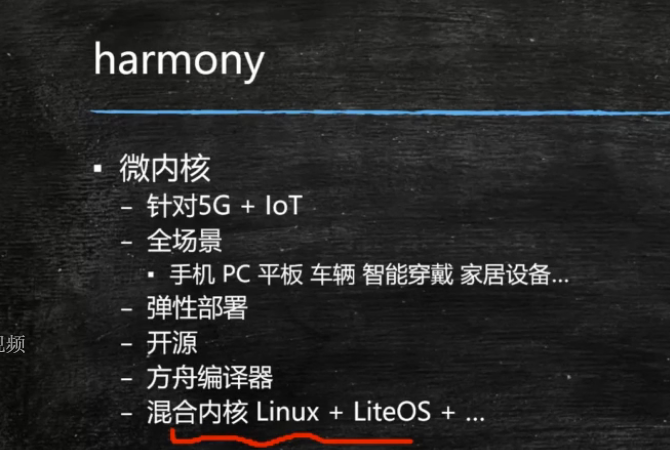 harmony
▪ 微内核
– 针对5G + IoT
– 全场景
▪ 手机 PC 平板 车辆 智能穿戴 家居设备...
– 弹性部署
– 开源
视频
– 方舟编译器
– 混合内核 Linux + LiteOS + ...